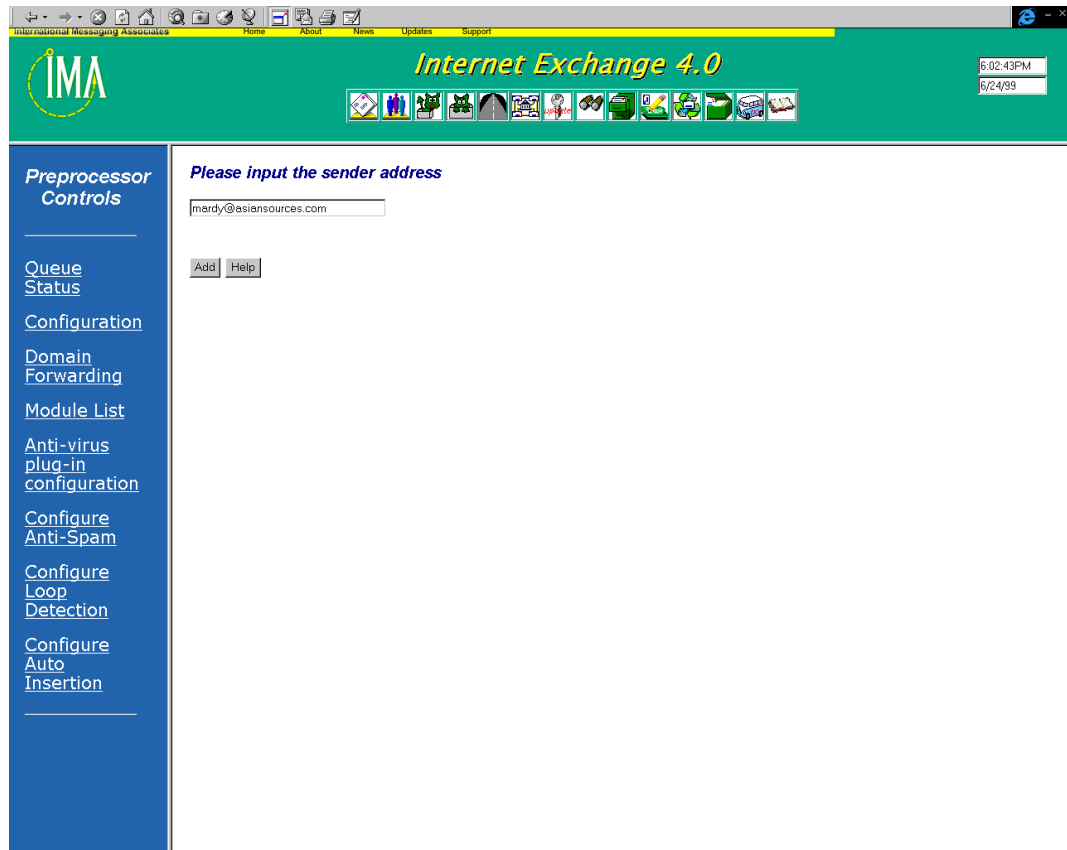 International Messaging Associates
Home About News Updates Support
IMA
Internet Exchange 4.0
6:02:43PM
6/24/99
update
Preprocessor
Controls
Queue
Status
Configuration
Domain
Forwarding
Module List
Anti-virus
plug-in
configuration
Configure
Anti-Spam
Configure
Loop
Detection
Configure
Auto
Insertion
Please input the sender address
mardy@asiansources.com
Add Help